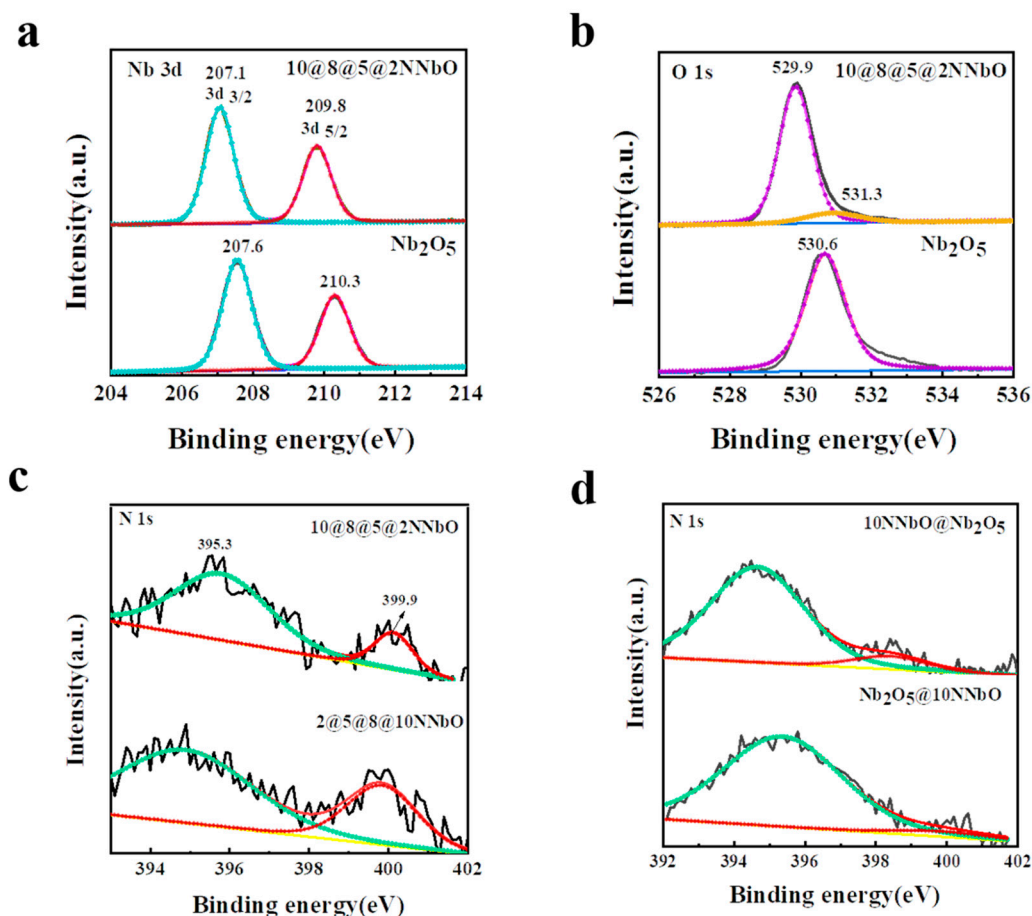 a
Nb 3d
207.1
3d 3/2
10@8@5@2NNbO
209.8
3d 5/2
207.6
Nb₂O₅
210.3
Intensity(a.u.)
204 206 208 210 212 214
Binding energy(eV)
b
O 1s
529.9
10@8@5@2NNbO
531.3
530.6
Nb₂O₅
Intensity(a.u.)
526 528 530 532 534 536
Binding energy(eV)
c
N 1s
10@8@5@2NNbO
395.3
399.9
2@5@8@10NNbO
Intensity(a.u.)
394 396 398 400 402
Binding energy(eV)
d
N 1s
10NNbO@Nb₂O₅
Nb₂O₅@10NNbO
Intensity(a.u.)
392 394 396 398 400 402
Binding energy(eV)